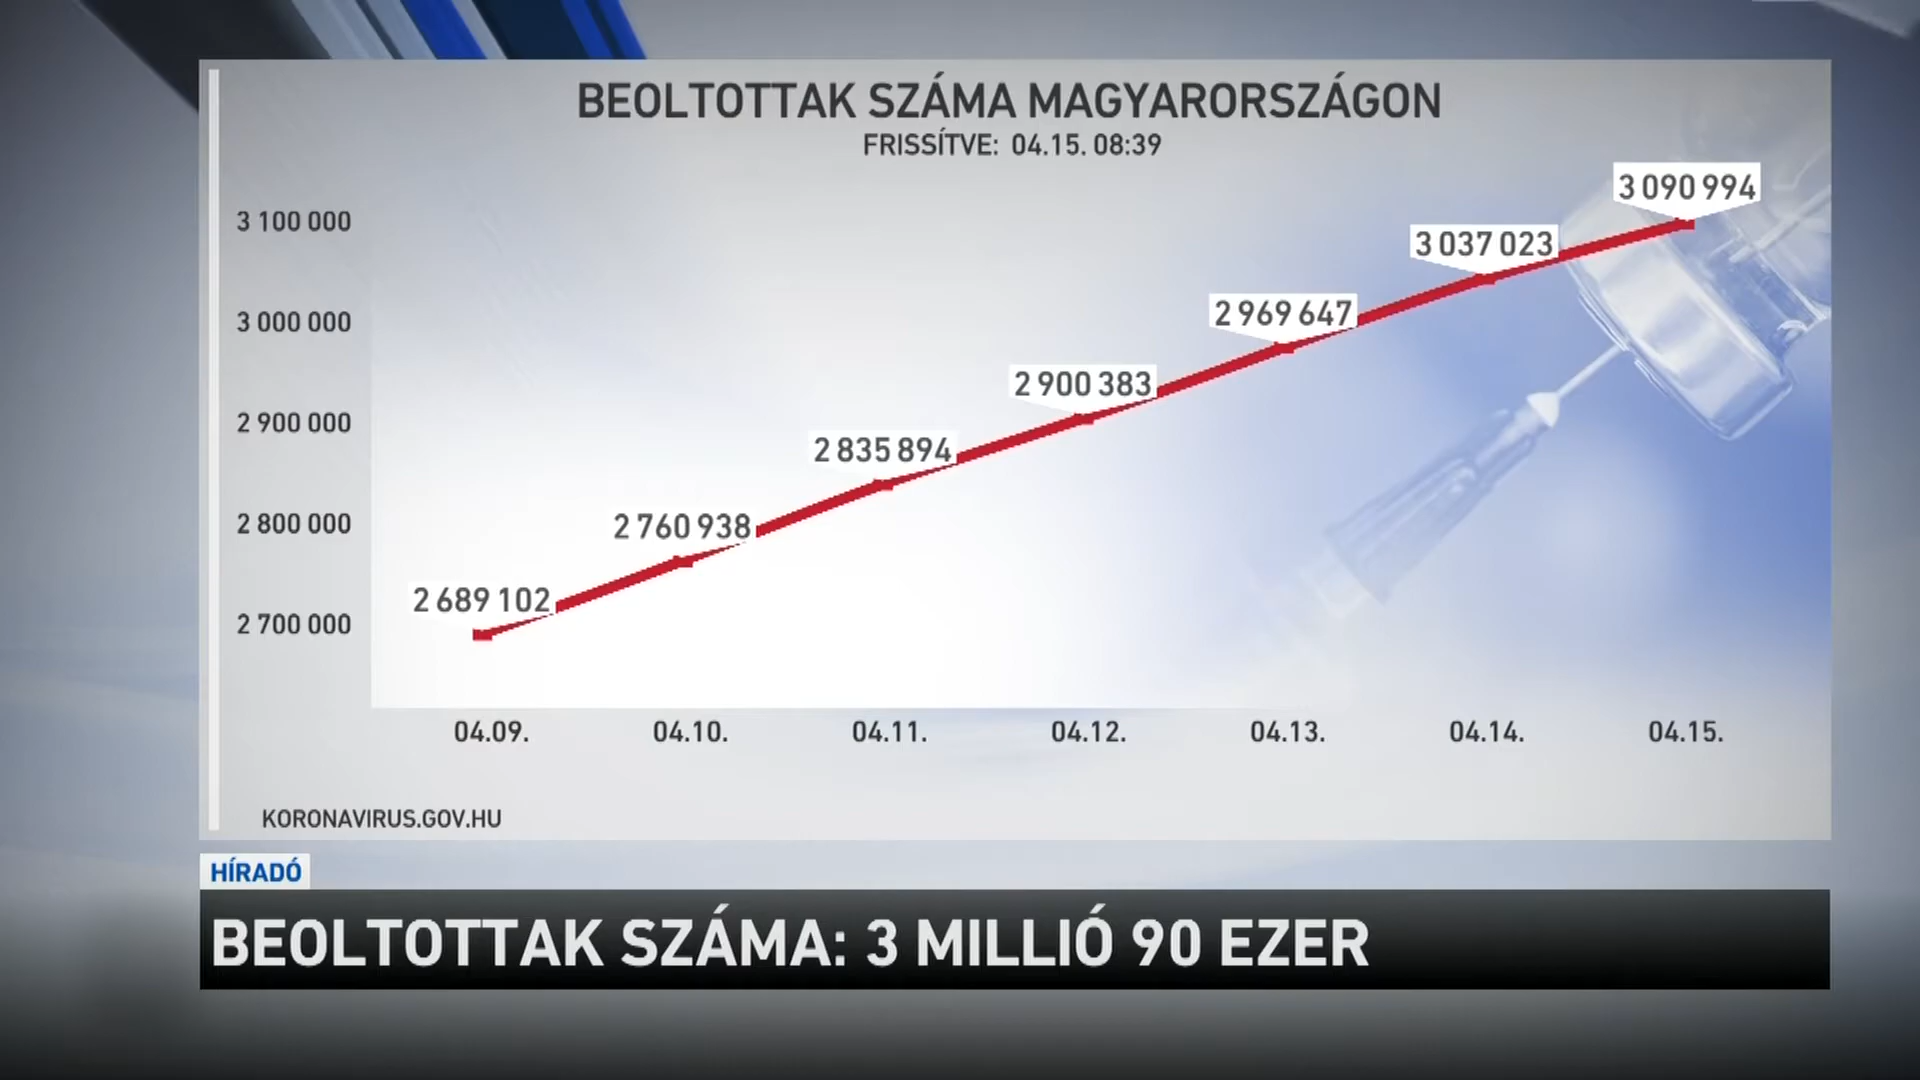 BEOLTOTTAK SZÁMA MAGYARORSZÁGON
FRISSÍTVE: 04.15. 08:39
3 100 000
3 000 000
2 900 000
2 800 000
2 700 000
2 689 102
2 760 938
2 835 894
2 900 383
2 969 647
3 037 023
3 090 994
04.09.
04.10.
04.11.
04.12.
04.13.
04.14.
04.15.
KORONAVIRUS.GOV.HU
HÍRADÓ
BEOLTOTTAK SZÁMA: 3 MILLIÓ 90 EZER